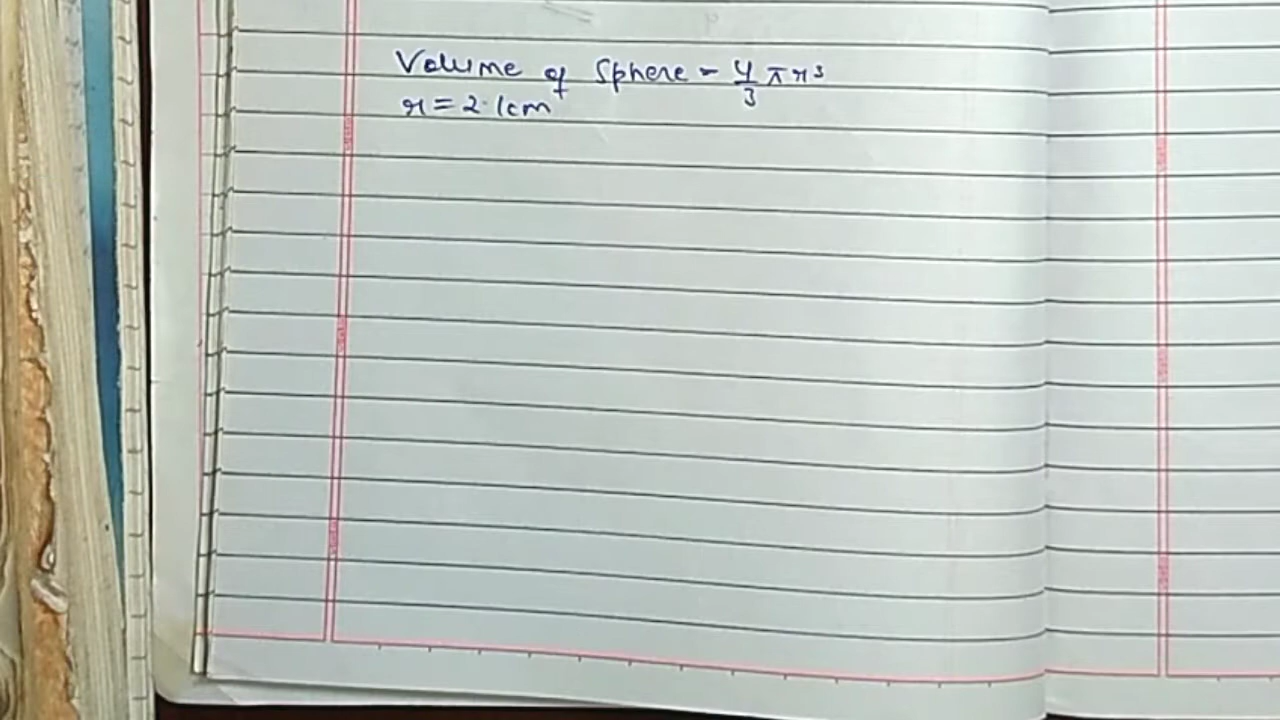 Volume of Sphere = 4/3 πr³
r = 2.1cm